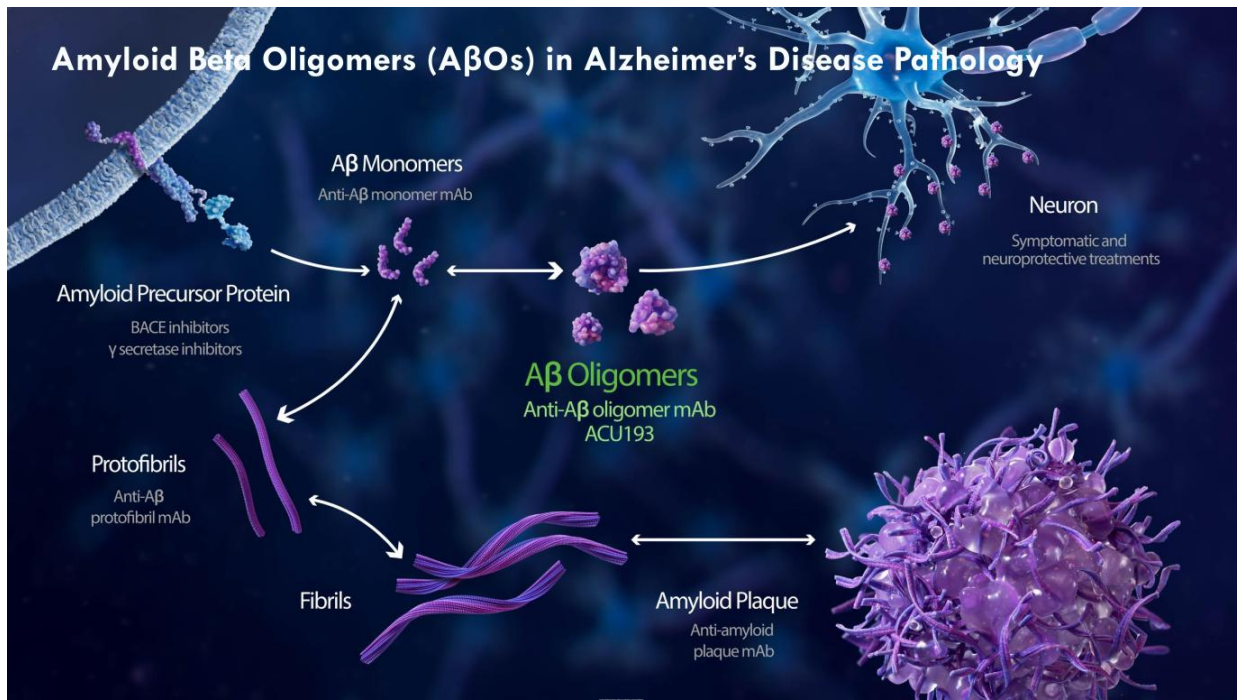 Amyloid Beta Oligomers (AβOs) in Alzheimer's Disease Pathology
Aβ Monomers
Anti-Aβ monomer mAb
Neuron
Symptomatic and
neuroprotective treatments
Amyloid Precursor Protein
BACE inhibitors
γ secretase inhibitors
Aβ Oligomers
Anti-Aβ oligomer mAb
ACU193
Protofibrils
Anti-Aβ
protofibril mAb
Fibrils
Amyloid Plaque
Anti-amyloid
plaque mAb